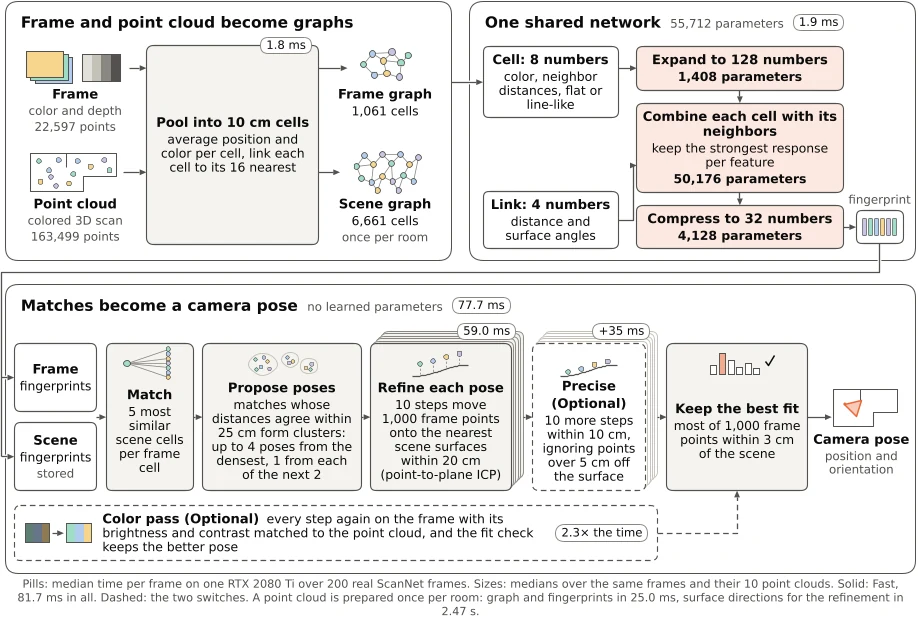 Frame and point cloud become graphs
1.8 ms
Frame
color and depth
22,597 points
Point cloud
colored 3D scan
163,499 points
Pool into 10 cm cells
average position and
color per cell, link each
cell to its 16 nearest
Frame graph
1,061 cells
Scene graph
6,661 cells
once per room
One shared network 55,712 parameters 1.9 ms
Cell: 8 numbers
color, neighbor
distances, flat or
line-like
Link: 4 numbers
distance and
surface angles
Expand to 128 numbers
1,408 parameters
Combine each cell with its
neighbors
keep the strongest response
per feature
50,176 parameters
Compress to 32 numbers
4,128 parameters
fingerprint
Matches become a camera pose no learned parameters 77.7 ms
Frame
fingerprints
Scene
fingerprints
stored
Match
5 most
similar
scene cells
per frame
cell
Propose poses
matches whose
distances agree within
25 cm form clusters:
up to 4 poses from the
densest, 1 from each
of the next 2
59.0 ms
Refine each pose
10 steps move
1,000 frame points
onto the nearest
scene surfaces
within 20 cm
(point-to-plane ICP)
+35 ms
Precise
(Optional)
10 more steps
within 10 cm,
ignoring points
over 5 cm off
the surface
Keep the best fit
most of 1,000 frame
points within 3 cm
of the scene
Camera pose
position and
orientation
Color pass (Optional) every step again on the frame with its
brightness and contrast matched to the point cloud, and the fit check
keeps the better pose
2.3× the time
Pills: median time per frame on one RTX 2080 Ti over 200 real ScanNet frames. Sizes: medians over the same frames and their 10 point clouds. Solid: Fast,
81.7 ms in all. Dashed: the two switches. A point cloud is prepared once per room: graph and fingerprints in 25.0 ms, surface directions for the refinement in
2.47 s.